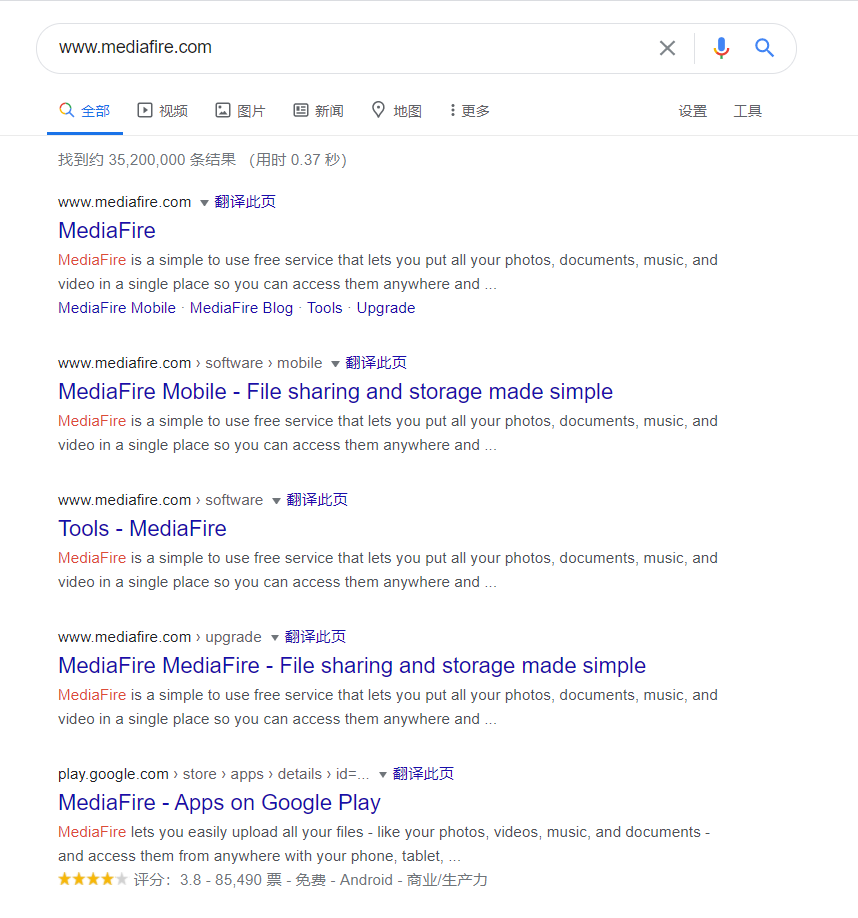 www.mediafire.com
全部 视频 图片 新闻 地图 更多 设置 工具
找到约 35,200,000 条结果 （用时 0.37 秒）
www.mediafire.com 翻译此页
MediaFire
MediaFire is a simple to use free service that lets you put all your photos, documents, music, and
video in a single place so you can access them anywhere and ...
MediaFire Mobile · MediaFire Blog · Tools · Upgrade
www.mediafire.com › software › mobile 翻译此页
MediaFire Mobile - File sharing and storage made simple
MediaFire is a simple to use free service that lets you put all your photos, documents, music, and
video in a single place so you can access them anywhere and ...
www.mediafire.com › software 翻译此页
Tools - MediaFire
MediaFire is a simple to use free service that lets you put all your photos, documents, music, and
video in a single place so you can access them anywhere and ...
www.mediafire.com › upgrade 翻译此页
MediaFire MediaFire - File sharing and storage made simple
MediaFire is a simple to use free service that lets you put all your photos, documents, music, and
video in a single place so you can access them anywhere and ...
play.google.com › store › apps › details › id=... 翻译此页
MediaFire - Apps on Google Play
MediaFire lets you easily upload all your files - like your photos, videos, music, and documents -
and access them from anywhere with your phone, tablet, ...
评分：3.8 - 85,490 票 - 免费 - Android - 商业/生产力